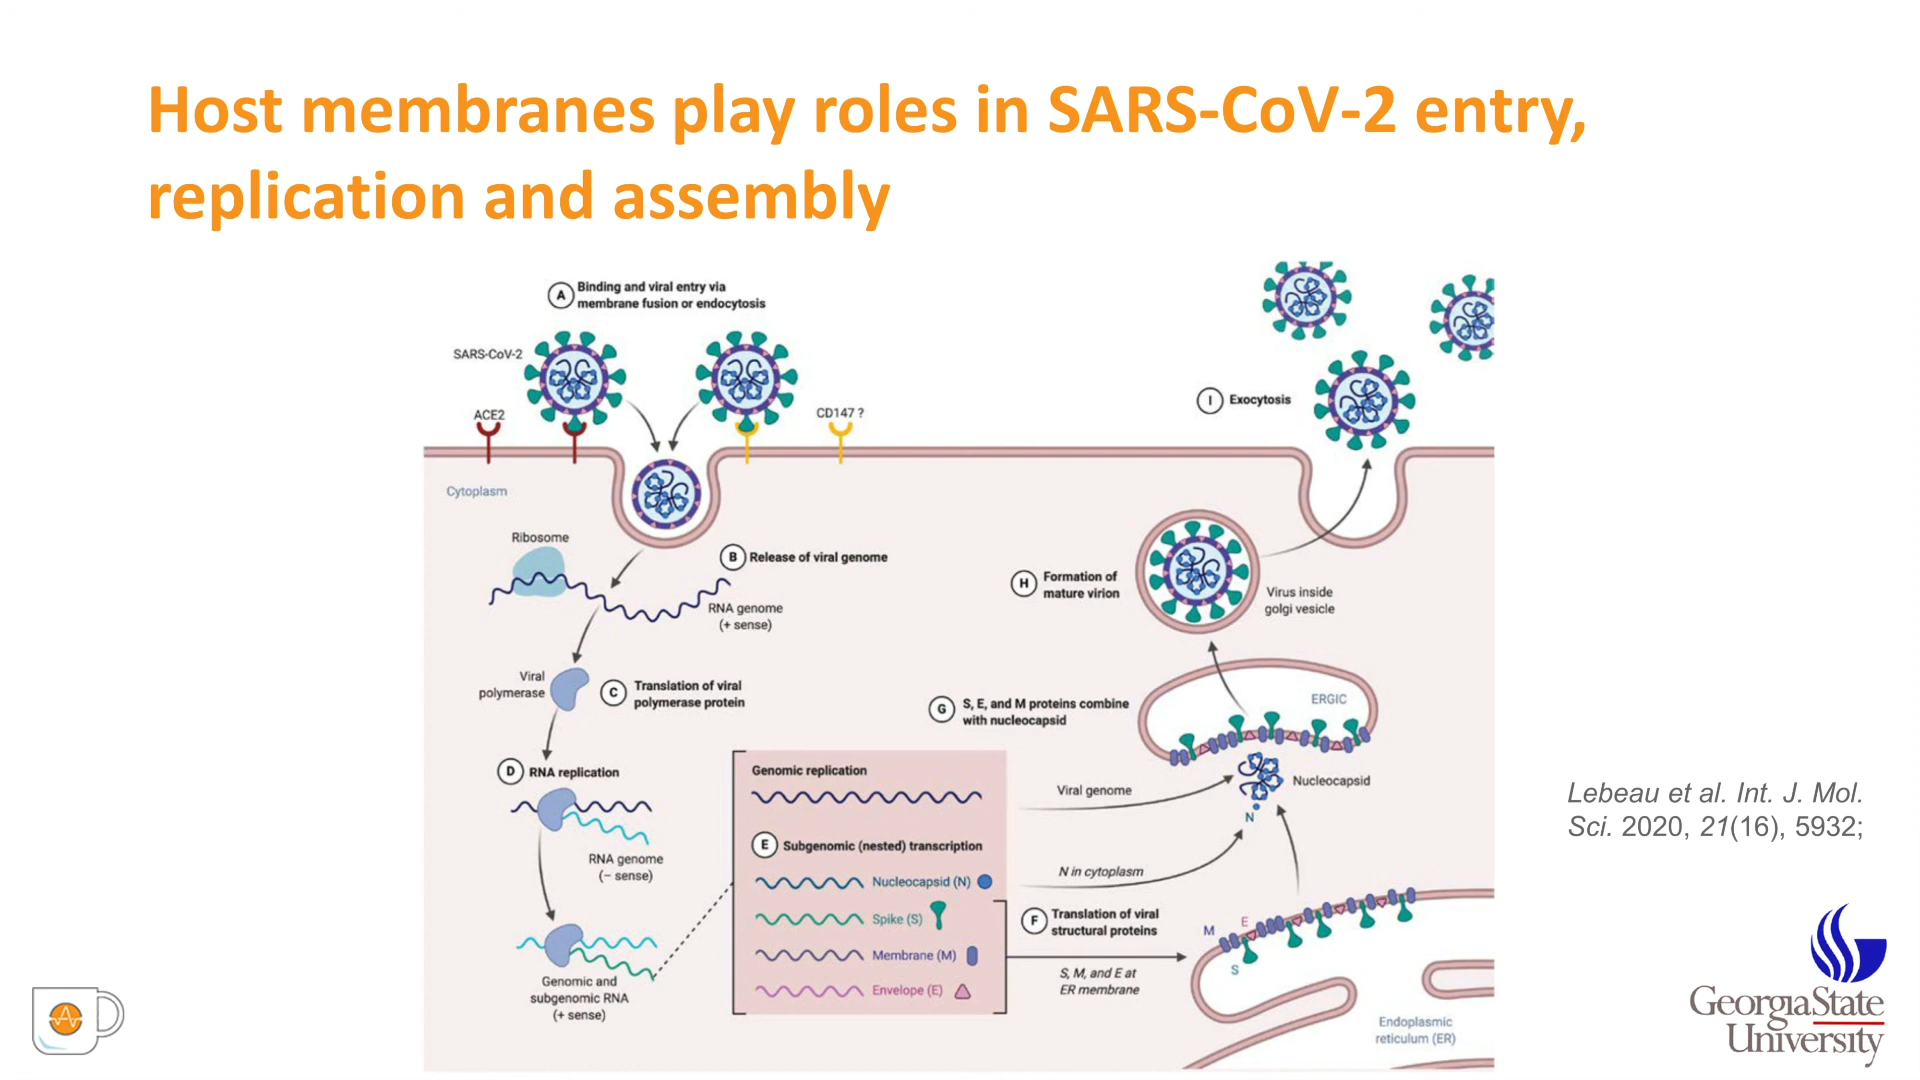 Host membranes play roles in SARS-CoV-2 entry,
replication and assembly
A
Binding and viral entry via
membrane fusion or endocytosis
SARS-CoV-2
ACE2
CD147 ?
I
Exocytosis
Cytoplasm
Ribosome
B
Release of viral genome
RNA genome
(+ sense)
H
Formation of
mature virion
Virus inside
golgi vesicle
Viral
polymerase
C
Translation of viral
polymerase protein
G
S, E, and M proteins combine
with nucleocapsid
ERGIC
D
RNA replication
Genomic replication
Viral genome
Nucleocapsid
N
E
Subgenomic (nested) transcription
RNA genome
(− sense)
Nucleocapsid (N)
N in cytoplasm
Spike (S)
F
Translation of viral
structural proteins
M
E
S
Membrane (M)
S, M, and E at
ER membrane
Envelope (E)
Genomic and
subgenomic RNA
(+ sense)
Endoplasmic
reticulum (ER)
Lebeau et al. Int. J. Mol.
Sci. 2020, 21(16), 5932;
GeorgiaState
University